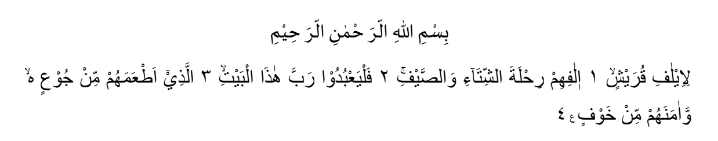 بِسْمِ اللهِ الرَّحْمٰنِ الرَّحِيْمِ
لِاِيْلٰفِ قُرَيْشٍۙ ١ اٖلٰفِهِمْ رِحْلَةَ الشِّتَاۤءِ وَالصَّيْفِۚ ٢ فَلْيَعْبُدُوْا رَبَّ هٰذَا الْبَيْتِۙ ٣ الَّذِيْٓ اَطْعَمَهُمْ مِّنْ جُوْعٍ ەۙ
وَّاٰمَنَهُمْ مِّنْ خَوْفٍ ࣖ ٤